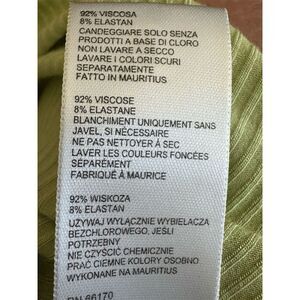 92% VISCOSA
8% ELASTAN
CANDEGGIARE SOLO SENZA
PRODOTTI A BASE DI CLORO
NON LAVARE A SECCO
LAVARE I COLORI SCURI
SEPARATAMENTE
FATTO IN MAURITIUS
92% VISCOSE
8% ELASTANE
BLANCHIMENT UNIQUEMENT SANS
JAVEL, SI NÉCESSAIRE
NE PAS NETTOYER À SEC
LAVER LES COULEURS FONCÉES
SÉPARÉMENT
FABRIQUÉ À MAURICE
92% WISKOZA
8% ELASTAN
UŻYWAJ WYŁĄCZNIE WYBIELACZA
BEZCHLOROWEGO, JEŚLI
POTRZEBNY
NIE CZYŚCIĆ CHEMICZNIE
PRAĆ CIEMNE KOLORY OSOBNO
WYKONANE NA MAURITIUS
RN 66170